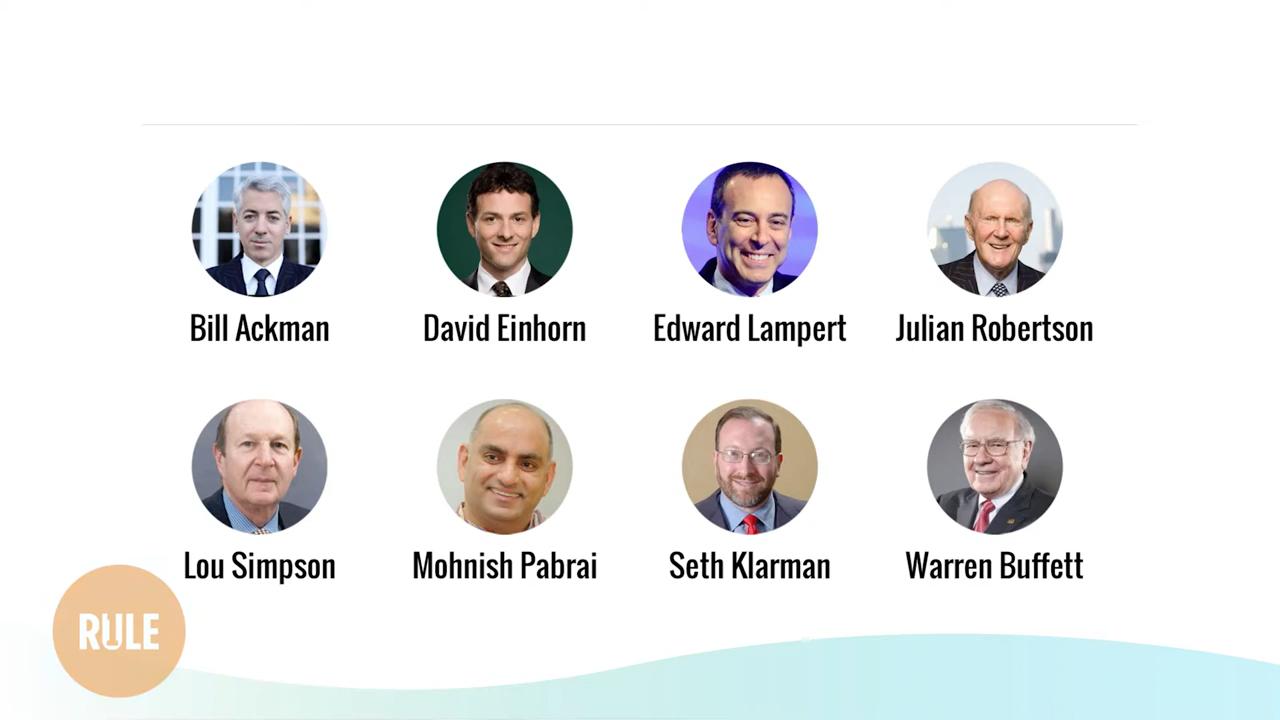 Bill Ackman
David Einhorn
Edward Lampert
Julian Robertson
Lou Simpson
Mohnish Pabrai
Seth Klarman
Warren Buffett
RULE